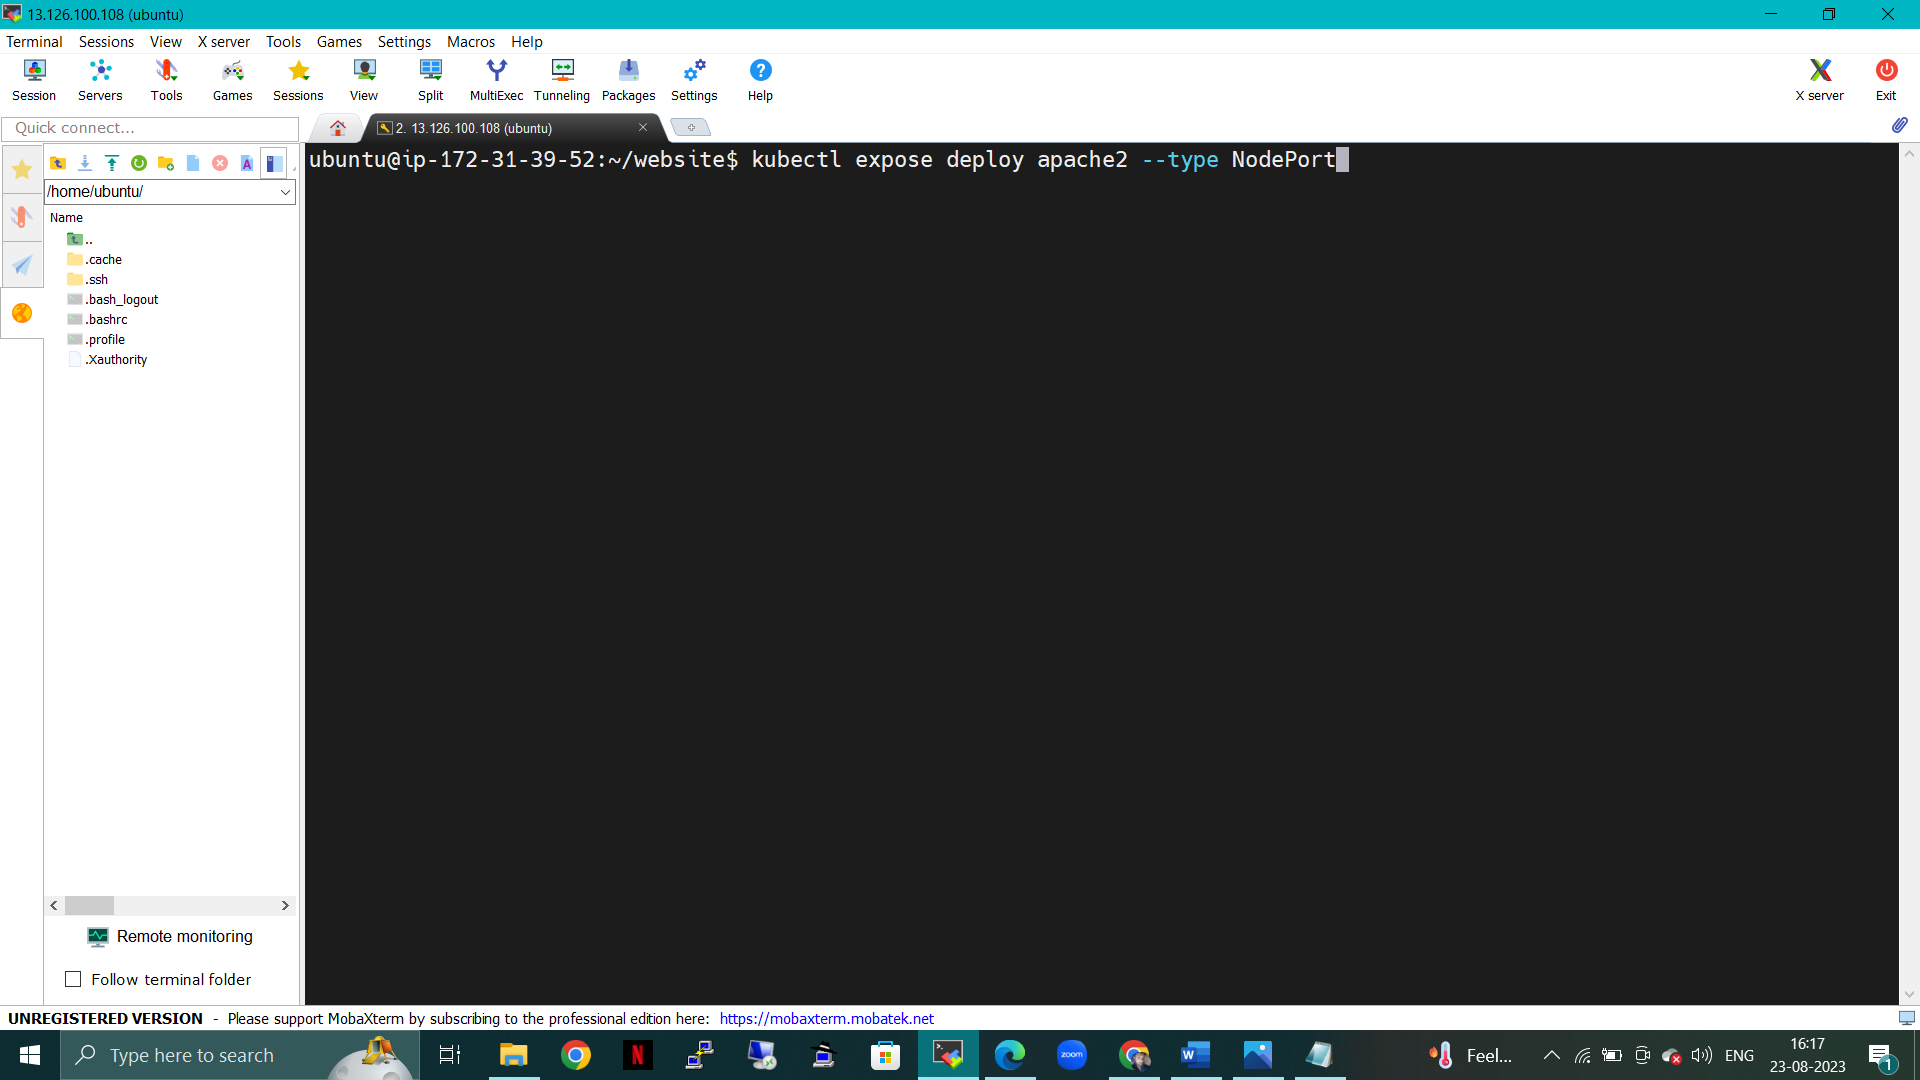 13.126.100.108 (ubuntu)
Terminal Sessions View X server Tools Games Settings Macros Help
Session Servers Tools Games Sessions View Split MultiExec Tunneling Packages Settings Help X server Exit
Quick connect...
2. 13.126.100.108 (ubuntu)
/home/ubuntu/
Name
..
.cache
.ssh
.bash_logout
.bashrc
.profile
.Xauthority
ubuntu@ip-172-31-39-52:~/website$ kubectl expose deploy apache2 --type NodePort
Remote monitoring
Follow terminal folder
UNREGISTERED VERSION - Please support MobaXterm by subscribing to the professional edition here: https://mobaxterm.mobatek.net
Type here to search
N
zoom
W
Feel...
ENG
16:17
23-08-2023
1